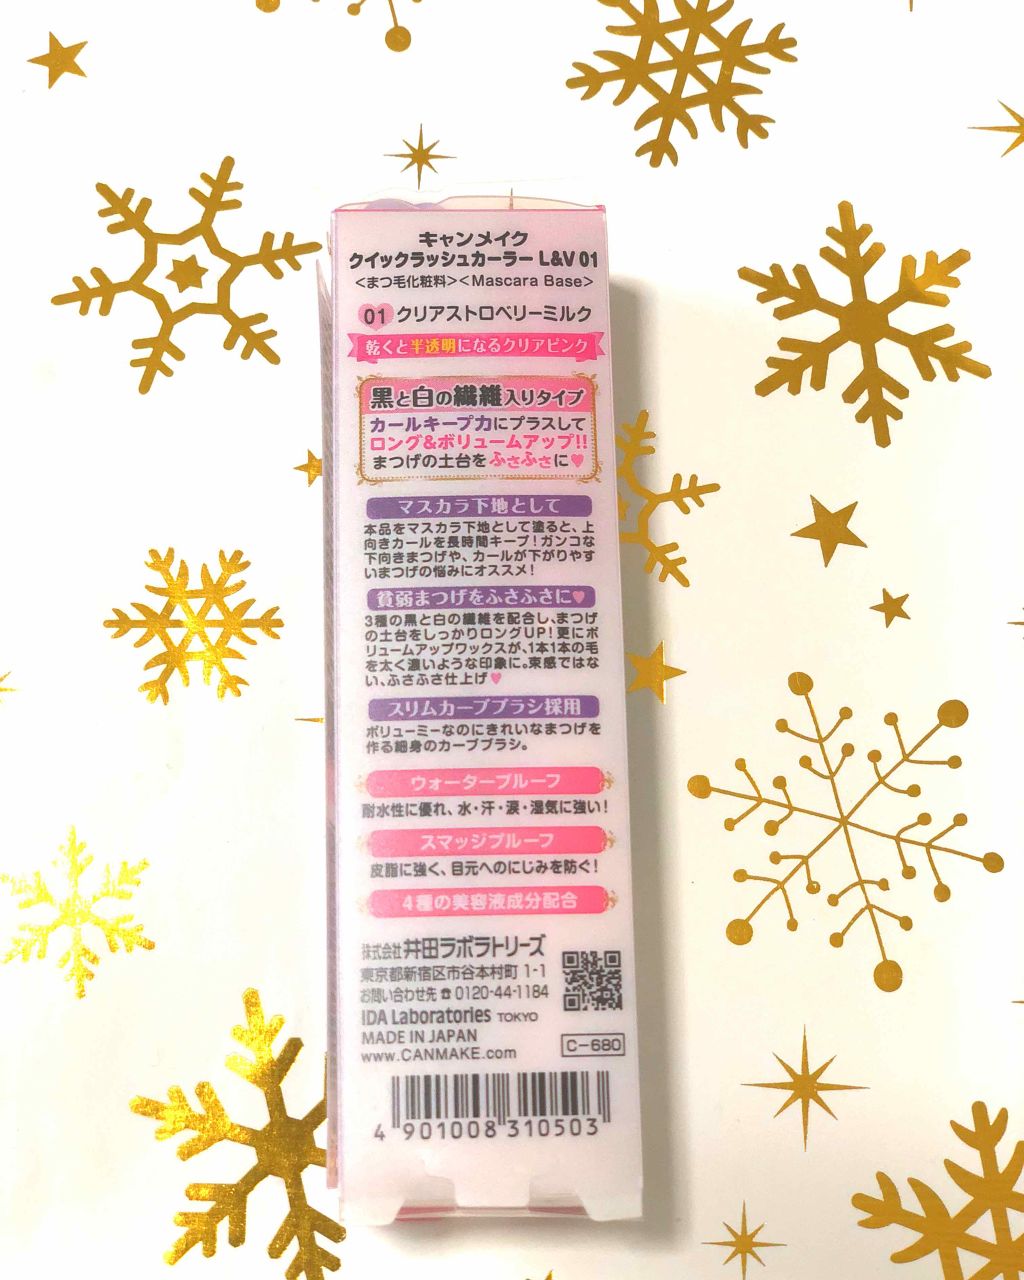 キャンメイク
クイックラッシュカーラー L&V 01
<まつ毛化粧料><Mascara Base>
01 クリアストロベリーミルク
乾くと半透明になるクリアピンク
黒と白の繊維入りタイプ
カールキープ力にプラスして
ロング&ボリュームアップ!!
まつげの土台をふさふさに♥
マスカラ下地として
本品をマスカラ下地として塗ると、上
向きカールを長時間キープ!ガンコな
下向きまつげや、カールが下がりやす
いまつげの悩みにオススメ!
貧弱まつげをふさふさに♥
3種の黒と白の繊維を配合し、まつげ
の土台をしっかりロングUP!更にボ
リュームアップワックスが、1本1本の毛
を太く濃いような印象に。束感ではな
い、ふさふさ仕上げ♥
スリムカーブブラシ採用
ボリューミーなのにきれいなまつげを
作る細身のカーブブラシ。
ウォータープルーフ
耐水性に優れ、水・汗・涙・湿気に強い!
スマッジプルーフ
皮脂に強く、目元へのにじみを防ぐ!
4種の美容液成分配合
株式会社 井田ラボラトリーズ
東京都新宿区市谷本村町 1-1
お問い合わせ先 ☎ 0120-44-1184
IDA Laboratories TOKYO
MADE IN JAPAN
www.CANMAKE.com
C-680
4 901008 310503